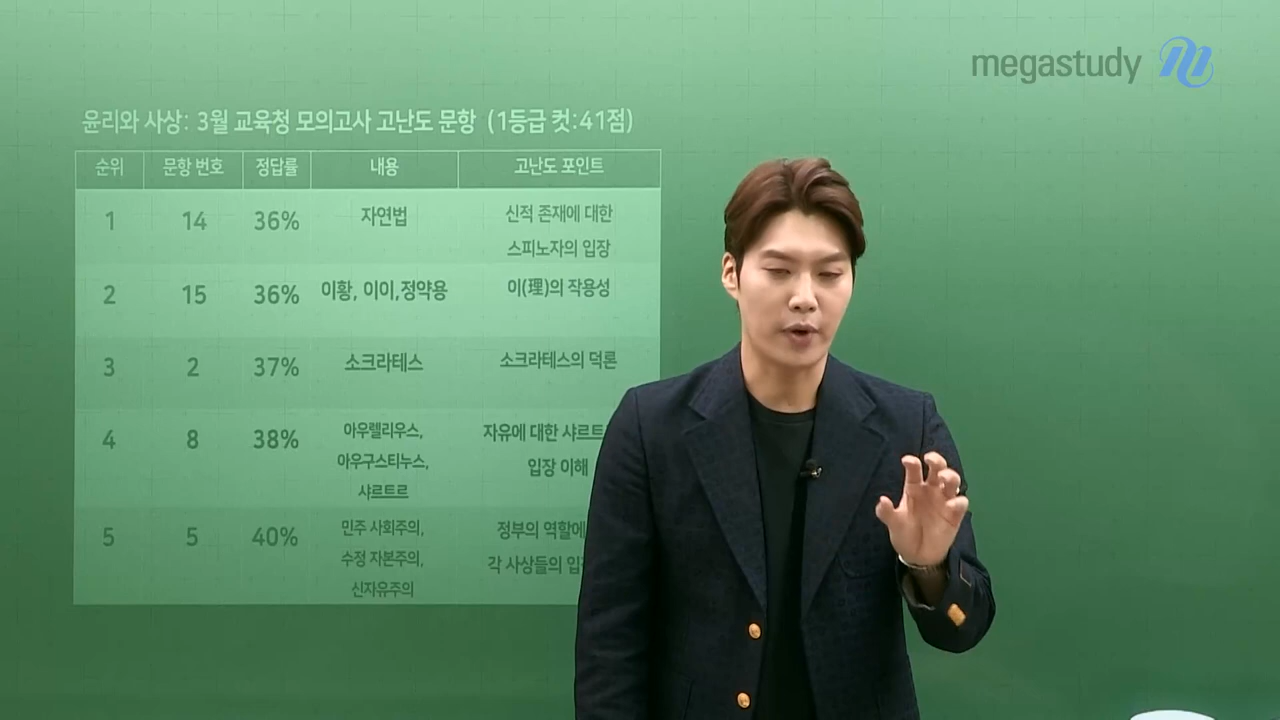 megastudy
윤리와 사상: 3월 교육청 모의고사 고난도 문항 (1등급 컷:41점)
순위 문항 번호 정답률 내용 고난도 포인트
1 14 36% 자연법 신적 존재에 대한
스피노자의 입장
2 15 36% 이황, 이이,정약용 이(理)의 작용성
3 2 37% 소크라테스 소크라테스의 덕론
4 8 38% 아우렐리우스, 자유에 대한
아우구스티누스, 입장 이해
샤르트르
5 5 40% 민주 사회주의, 정부의
수정 자본주의, 각 사상들의
신자유주의